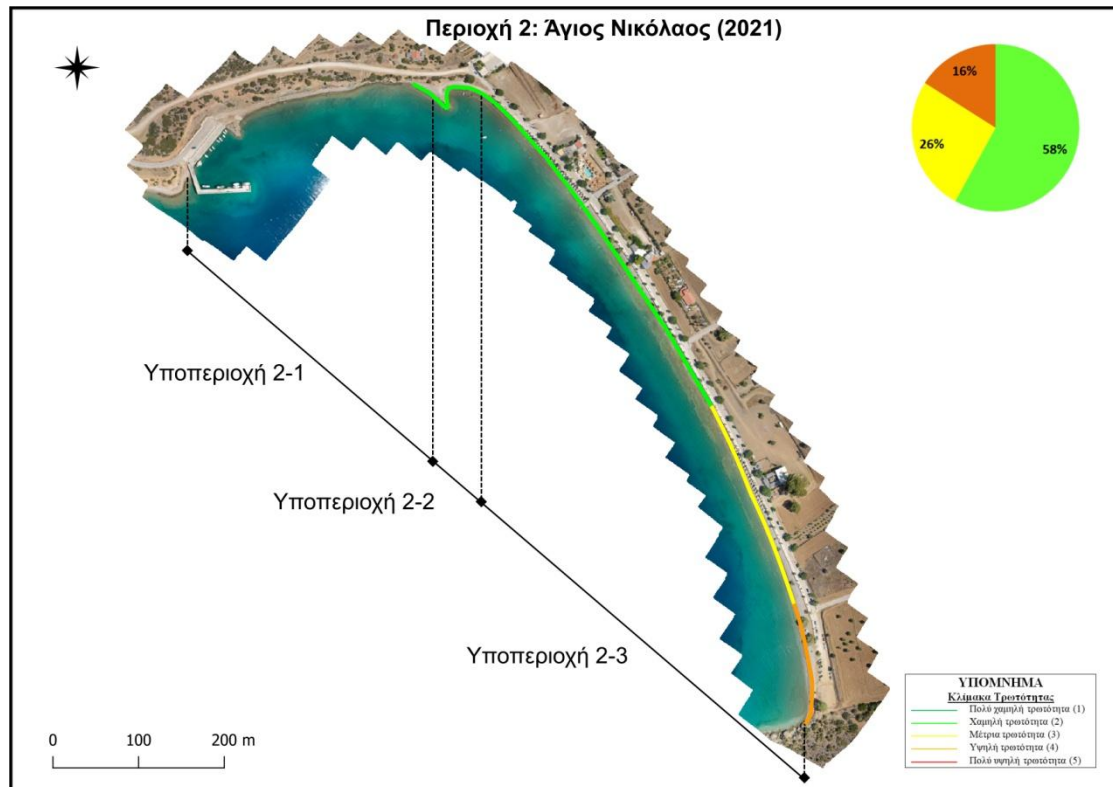 Περιοχή 2: Άγιος Νικόλαος (2021)
16%
26%
58%
Υποπεριοχή 2-1
Υποπεριοχή 2-2
Υποπεριοχή 2-3
0 100 200 m
ΥΠΟΜΝΗΜΑ
Κλίμακα Τρωτότητας
Πολύ χαμηλή τρωτότητα (1)
Χαμηλή τρωτότητα (2)
Μέτρια τρωτότητα (3)
Υψηλή τρωτότητα (4)
Πολύ υψηλή τρωτότητα (5)